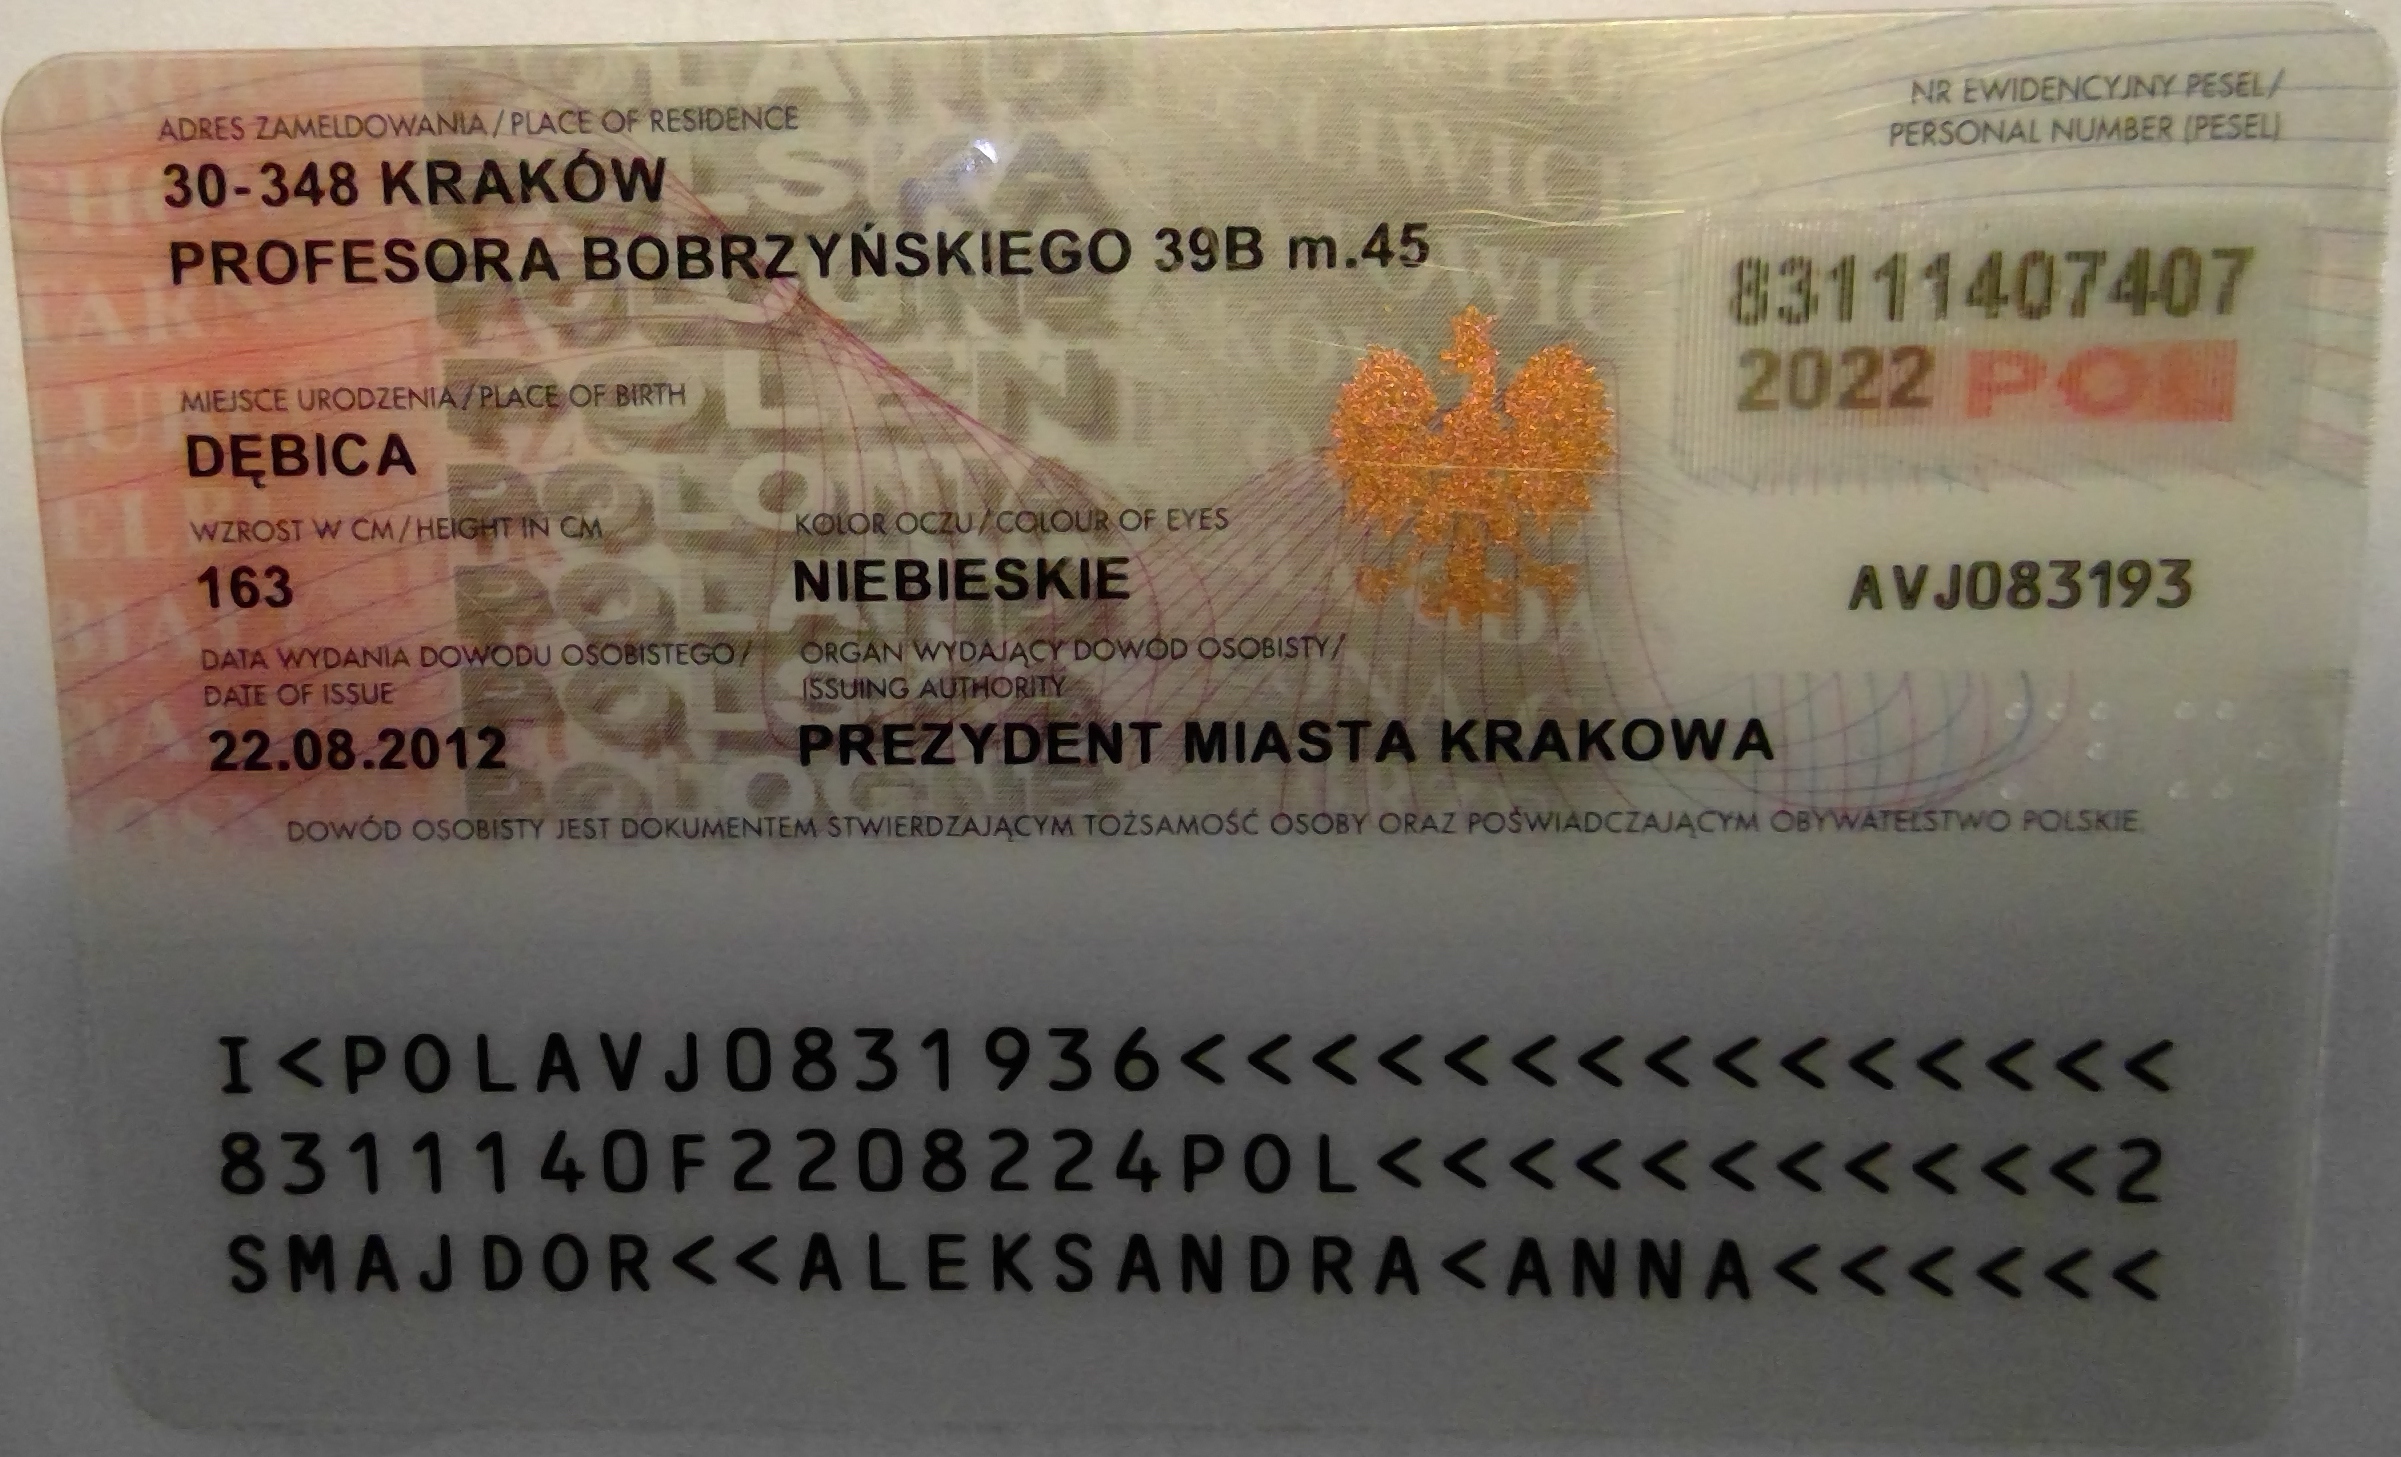 ADRES ZAMELDOWANIA/PLACE OF RESIDENCE
30-348 KRAKÓW
PROFESORA BOBRZYŃSKIEGO 39B m.45
NR EWIDENCYJNY PESEL/
PERSONAL NUMBER (PESEL)
83111407407
2022 POL
MIEJSCE URODZENIA/PLACE OF BIRTH
DĘBICA
WZROST W CM/HEIGHT IN CM
163
KOLOR OCZU/COLOUR OF EYES
NIEBIESKIE
AVJ083193
DATA WYDANIA DOWODU OSOBISTEGO/
DATE OF ISSUE
22.08.2012
ORGAN WYDAJĄCY DOWÓD OSOBISTY/
ISSUING AUTHORITY
PREZYDENT MIASTA KRAKOWA
DOWÓD OSOBISTY JEST DOKUMENTEM STWIERDZAJĄCYM TOŻSAMOŚĆ OSOBY ORAZ POŚWIADCZAJĄCYM OBYWATELSTWO POLSKIE
I<POLAVJ0831936<<<<<<<<<<<<<<<
8311140F2208224POL<<<<<<<<<<<2
SMAJDOR<<ALEKSANDRA<ANNA<<<<<<